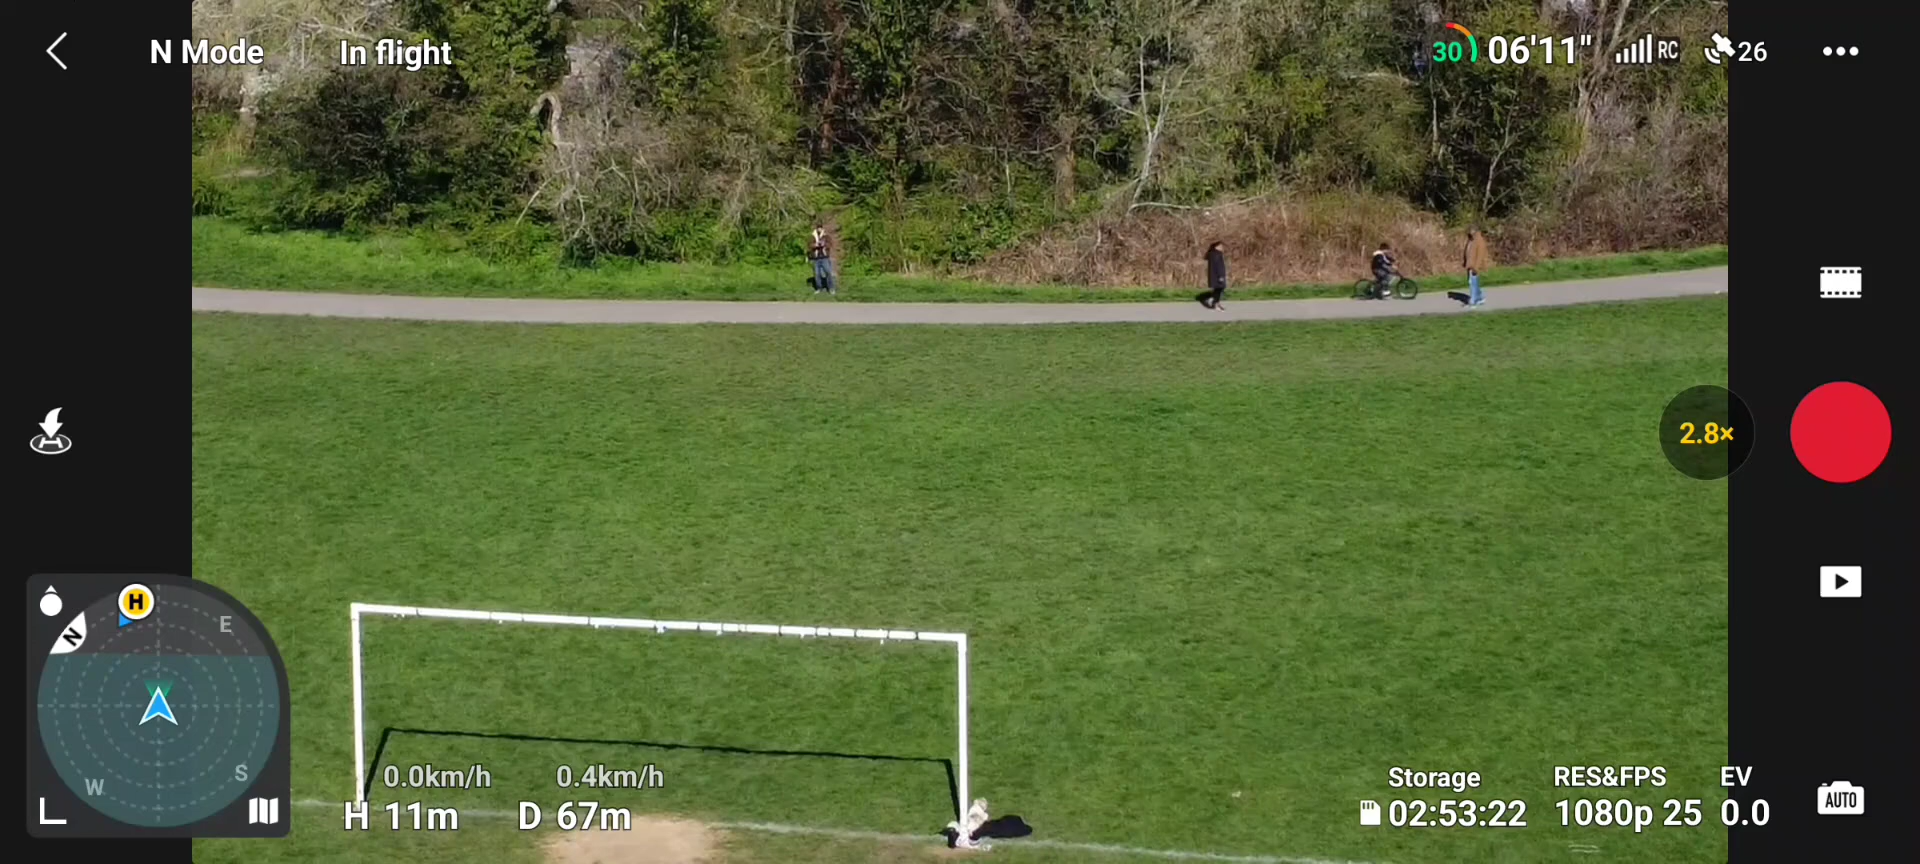 N Mode In flight 30 06'11" RC 26
2.8×
H
N E
W S
0.0km/h 0.4km/h
H 11m D 67m
Storage RES&FPS EV
02:53:22 1080p 25 0.0
AUTO